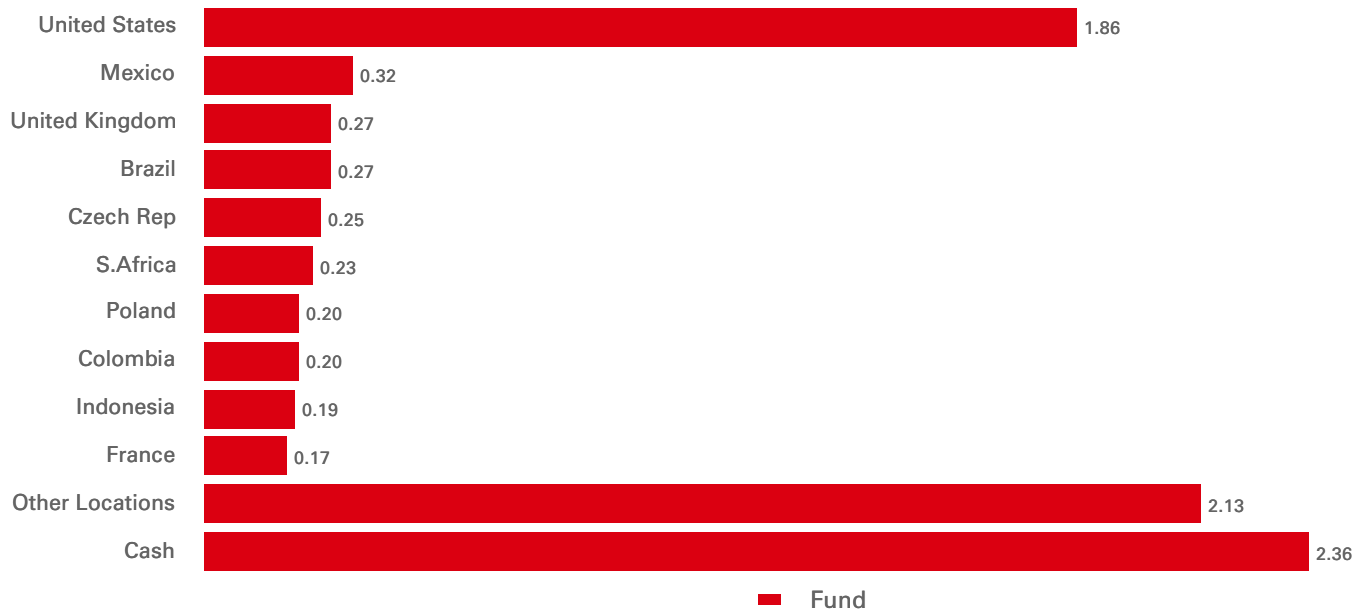 United States 1.86
Mexico 0.32
United Kingdom 0.27
Brazil 0.27
Czech Rep 0.25
S.Africa 0.23
Poland 0.20
Colombia 0.20
Indonesia 0.19
France 0.17
Other Locations 2.13
Cash 2.36
Fund